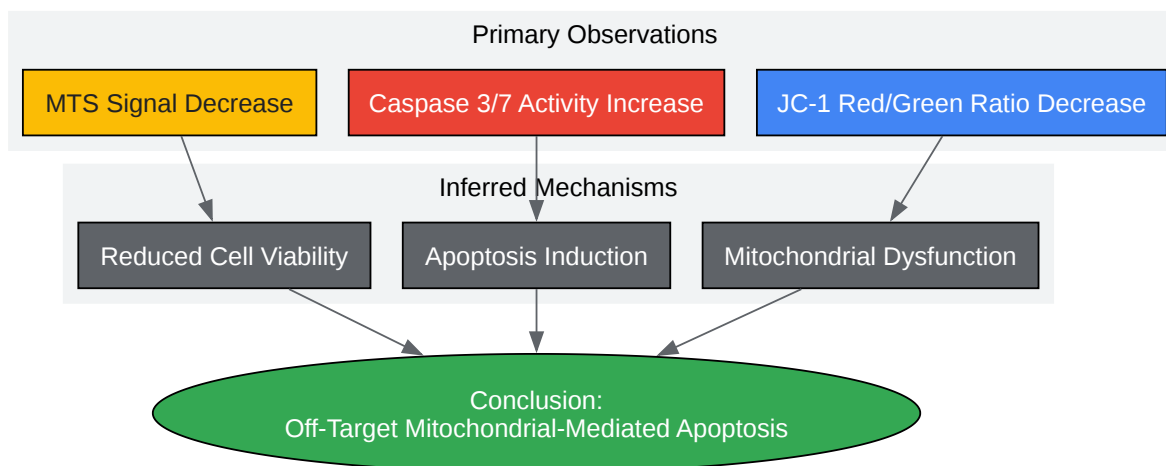 Primary Observations
MTS Signal Decrease
Caspase 3/7 Activity Increase
JC-1 Red/Green Ratio Decrease
Inferred Mechanisms
Reduced Cell Viability
Apoptosis Induction
Mitochondrial Dysfunction
Conclusion:
Off-Target Mitochondrial-Mediated Apoptosis